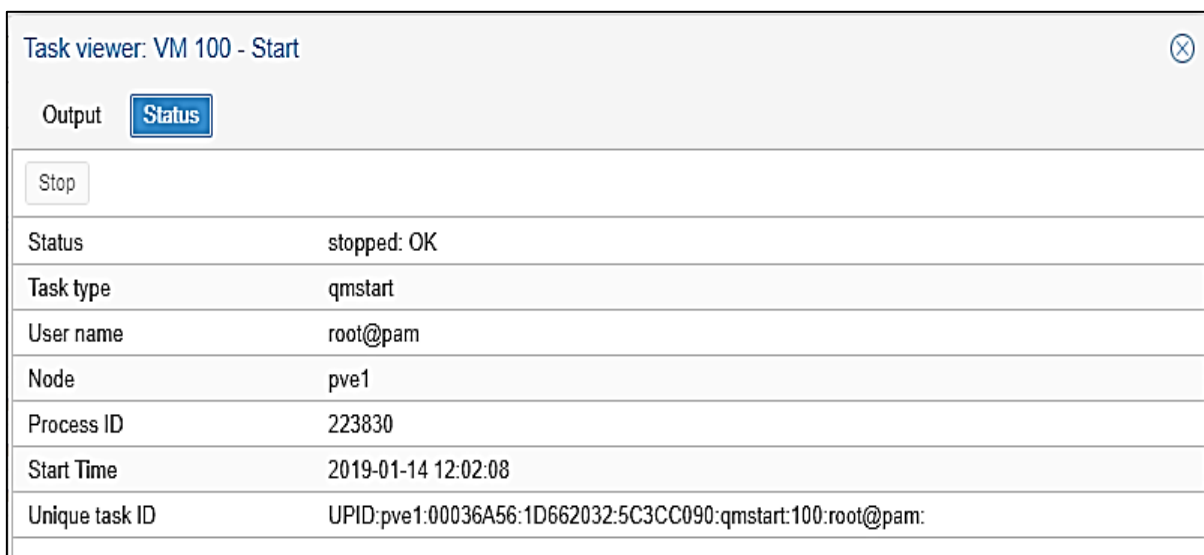 Task viewer: VM 100 - Start
Output Status
Stop
Status stopped: OK
Task type qmstart
User name root@pam
Node pve1
Process ID 223830
Start Time 2019-01-14 12:02:08
Unique task ID UPID:pve1:00036A56:1D662032:5C3CC090:qmstart:100:root@pam: